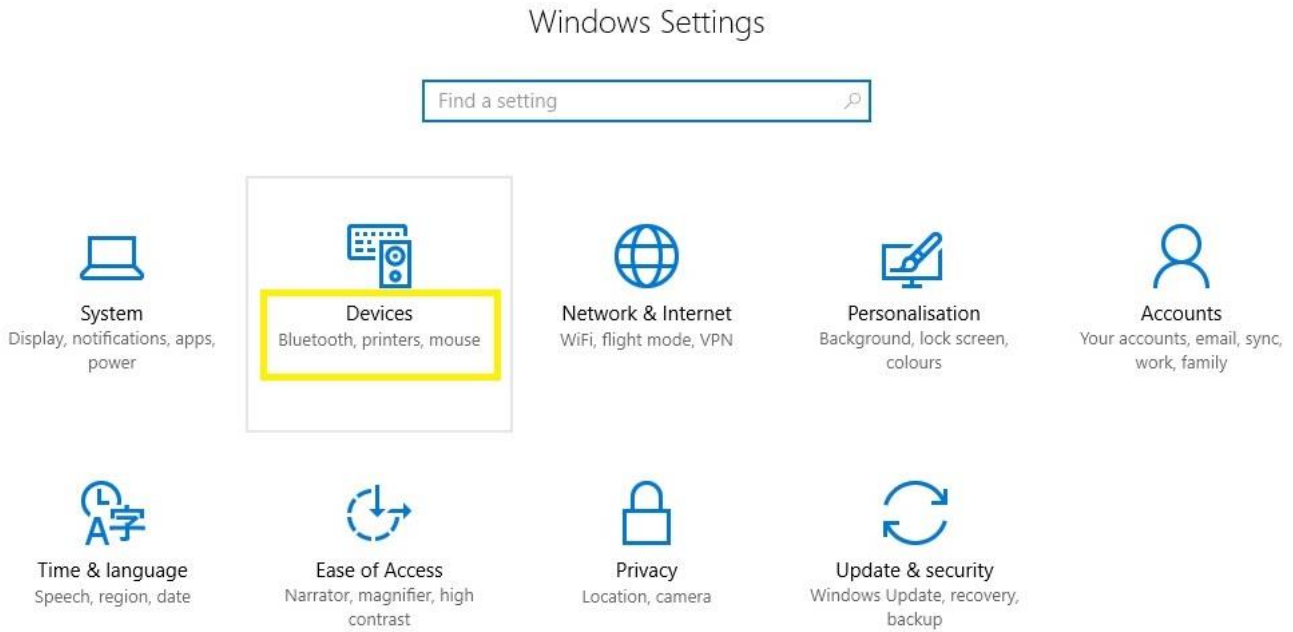 Windows Settings
Find a setting
System
Display, notifications, apps,
power
Devices
Bluetooth, printers, mouse
Network & Internet
WiFi, flight mode, VPN
Personalisation
Background, lock screen,
colours
Accounts
Your accounts, email, sync,
work, family
A字
Time & language
Speech, region, date
Ease of Access
Narrator, magnifier, high
contrast
Privacy
Location, camera
Update & security
Windows Update, recovery,
backup